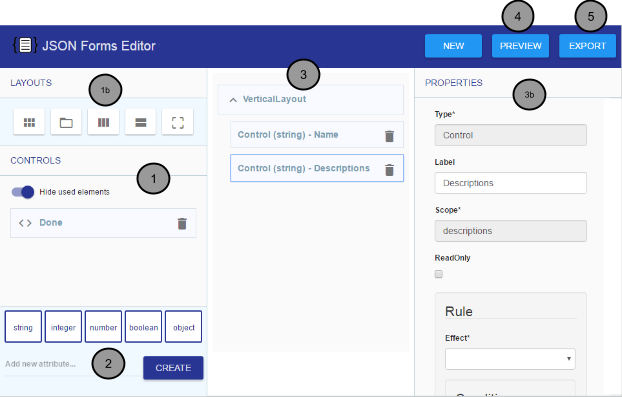 4
5
JSON Forms Editor
NEW
PREVIEW
EXPORT
LAYOUTS
1b
3
PROPERTIES
3b
VerticalLayout
Type*
Control
Control (string) - Name
CONTROLS
Label
1
Control (string) - Descriptions
Descriptions
Hide used elements
Scope*
Done
descriptions
ReadOnly
Rule
string
integer
number
boolean
object
Effect*
Add new attribute...
2
CREATE